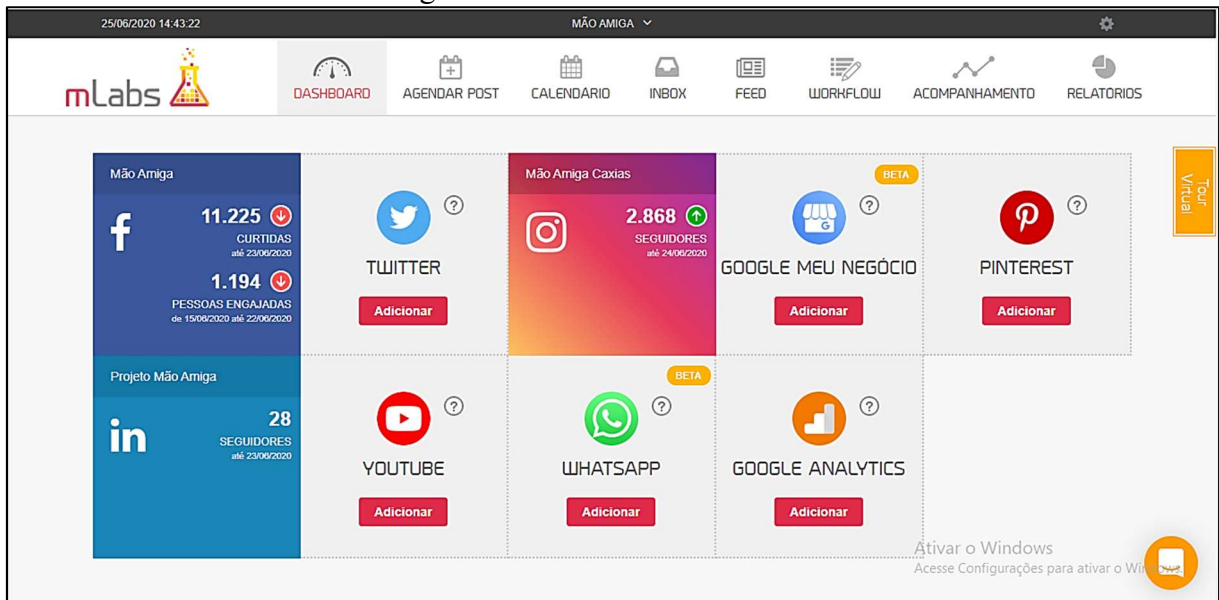 25/06/2020 14:43:22
MÃO AMIGA
mLabs
DASHBOARD
AGENDAR POST
CALENDARIO
INBOX
FEED
WORKFLOW
ACOMPANHAMENTO
RELATORIOS
Tour Virtual
Mão Amiga
11.225
CURTIDAS
até 23/06/2020
1.194
PESSOAS ENGAJADAS
de 15/06/2020 até 22/06/2020
?
TWITTER
Adicionar
Mão Amiga Caxias
2.868
SEGUIDORES
até 24/06/2020
BETA
?
GOOGLE MEU NEGÓCIO
Adicionar
?
PINTEREST
Adicionar
Projeto Mão Amiga
in
28
SEGUIDORES
até 23/06/2020
?
YOUTUBE
Adicionar
BETA
?
WHATSAPP
Adicionar
?
GOOGLE ANALYTICS
Adicionar
Ativar o Windows
Acesse Configurações para ativar o Windows.